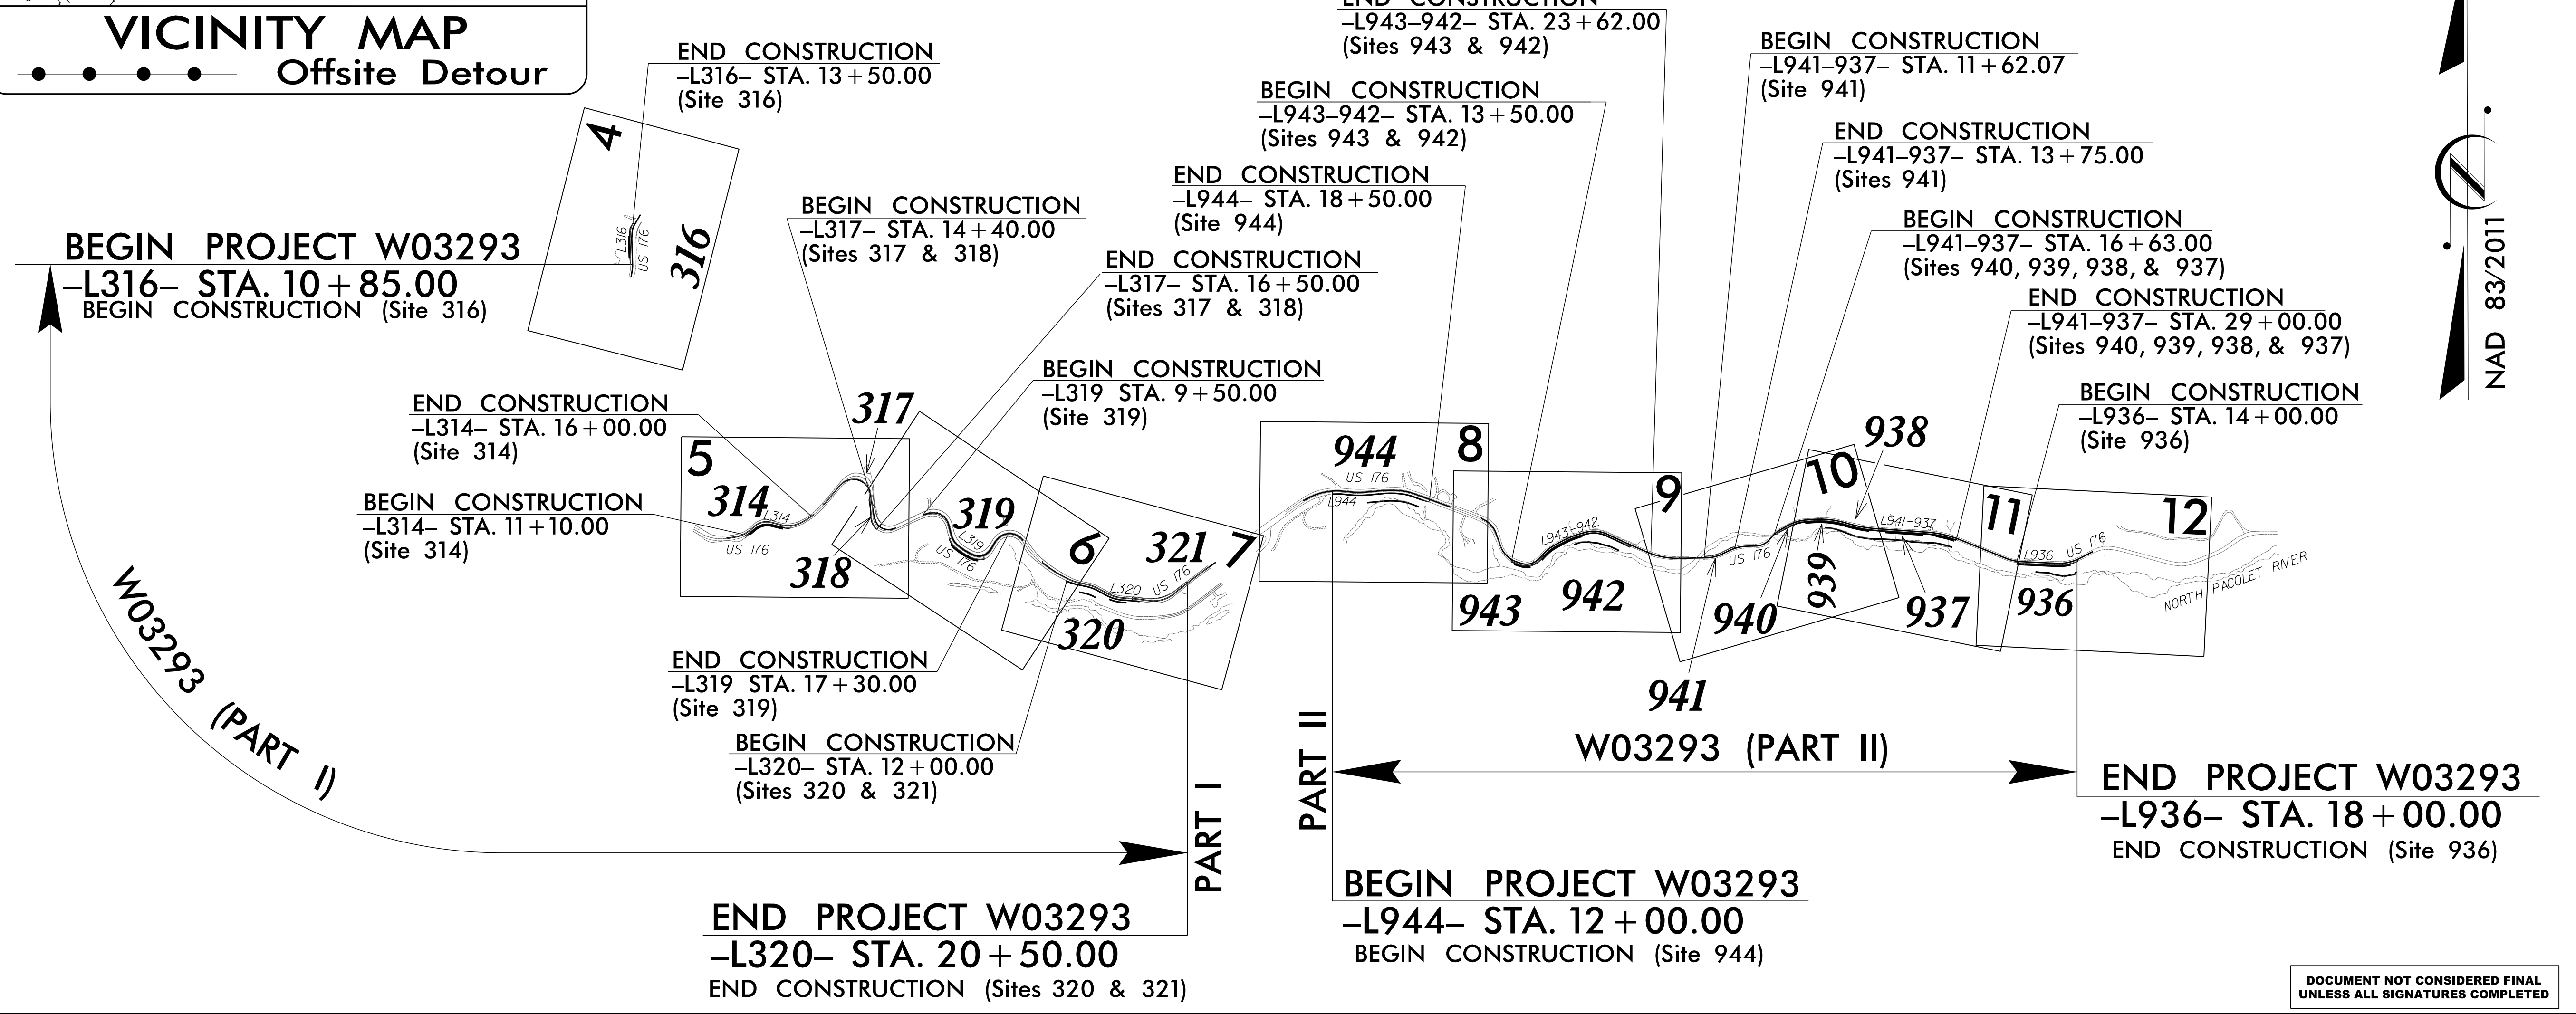 VICINITY MAP
Offsite Detour
END CONSTRUCTION
–L316– STA. 13+50.00
(Site 316)
4
316
L316
US 176
BEGIN PROJECT W03293
–L316– STA. 10+85.00
BEGIN CONSTRUCTION (Site 316)
BEGIN CONSTRUCTION
–L317– STA. 14+40.00
(Sites 317 & 318)
END CONSTRUCTION
–L317– STA. 16+50.00
(Sites 317 & 318)
BEGIN CONSTRUCTION
–L319 STA. 9+50.00
(Site 319)
END CONSTRUCTION
–L944– STA. 18+50.00
(Site 944)
BEGIN CONSTRUCTION
–L943–942– STA. 13+50.00
(Sites 943 & 942)
END CONSTRUCTION
–L943–942– STA. 23+62.00
(Sites 943 & 942)
BEGIN CONSTRUCTION
–L941–937– STA. 11+62.07
(Site 941)
END CONSTRUCTION
–L941–937– STA. 13+75.00
(Sites 941)
BEGIN CONSTRUCTION
–L941–937– STA. 16+63.00
(Sites 940, 939, 938, & 937)
END CONSTRUCTION
–L941–937– STA. 29+00.00
(Sites 940, 939, 938, & 937)
BEGIN CONSTRUCTION
–L936– STA. 14+00.00
(Site 936)
NAD 83/2011
END CONSTRUCTION
–L314– STA. 16+00.00
(Site 314)
BEGIN CONSTRUCTION
–L314– STA. 11+10.00
(Site 314)
5
314
L314
US 176
317
318
319
L319
US 176
6
320
L320
US 176
321
7
944
US 176
L944
8
943
L943-942
942
9
US 176
941
940
10
939
938
L941-937
937
11
L936
US 176
936
12
NORTH PACOLET RIVER
END CONSTRUCTION
–L319 STA. 17+30.00
(Site 319)
BEGIN CONSTRUCTION
–L320– STA. 12+00.00
(Sites 320 & 321)
W03293 (PART I)
PART I
PART II
W03293 (PART II)
END PROJECT W03293
–L936– STA. 18+00.00
END CONSTRUCTION (Site 936)
BEGIN PROJECT W03293
–L944– STA. 12+00.00
BEGIN CONSTRUCTION (Site 944)
END PROJECT W03293
–L320– STA. 20+50.00
END CONSTRUCTION (Sites 320 & 321)
DOCUMENT NOT CONSIDERED FINAL
UNLESS ALL SIGNATURES COMPLETED